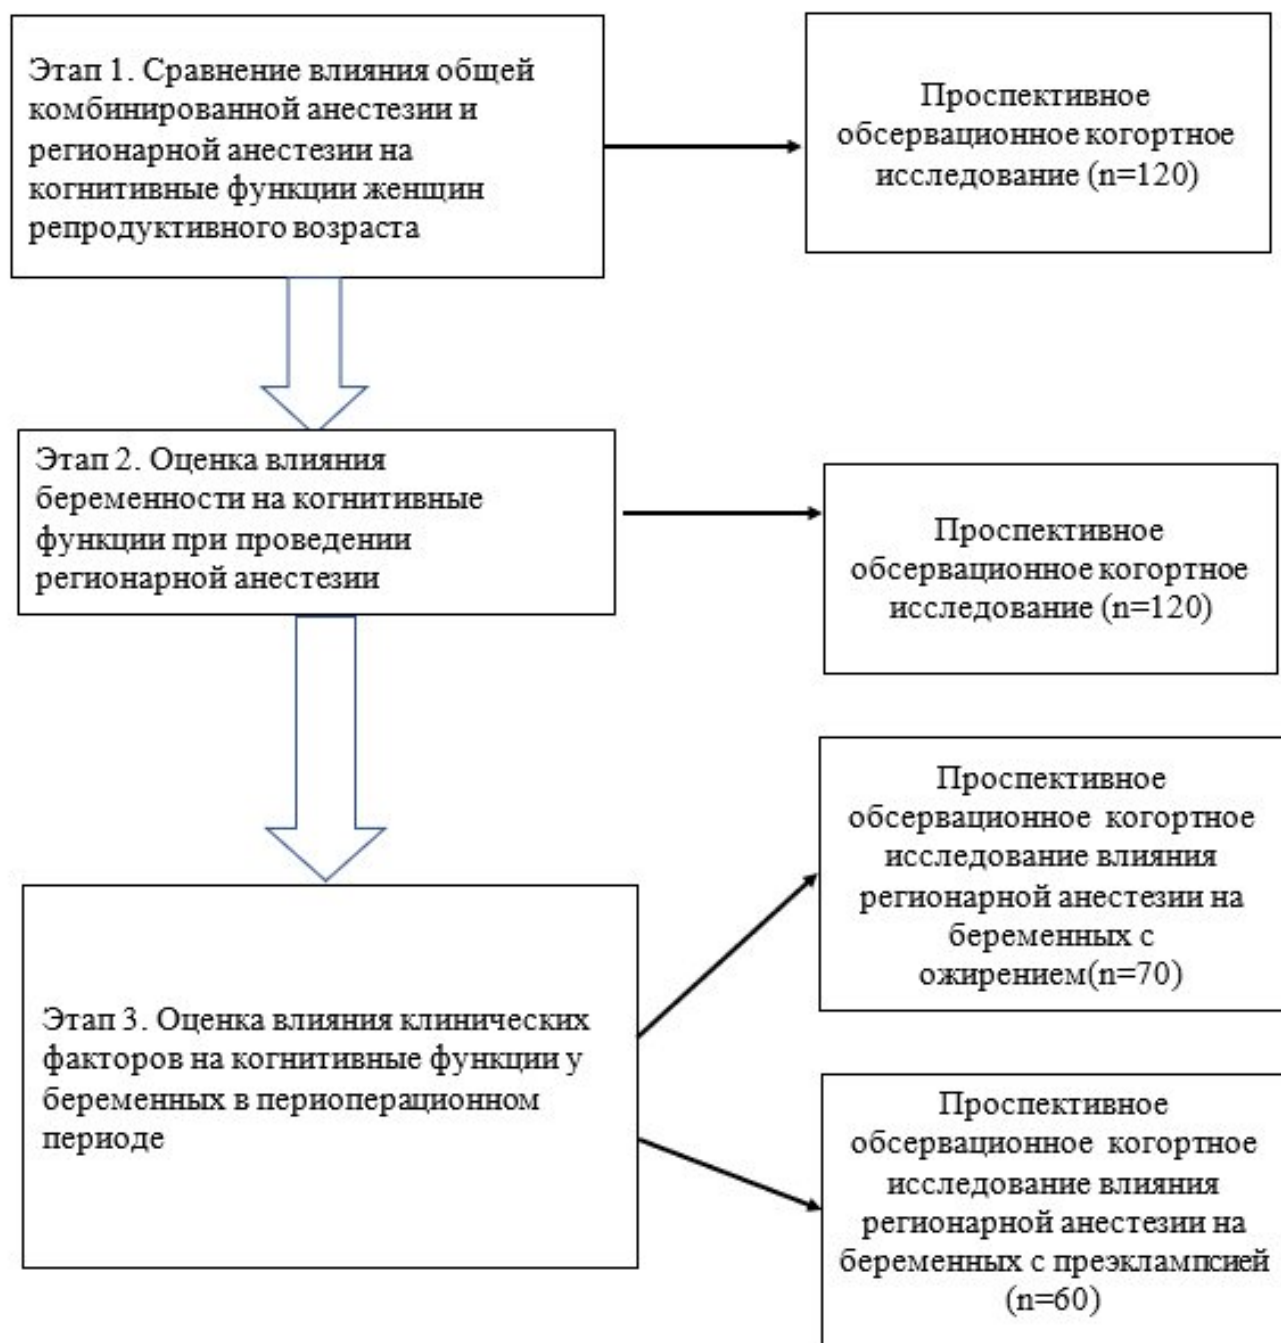 Этап 1. Сравнение влияния общей
комбинированной анестезии и
регионарной анестезии на
когнитивные функции женщин
репродуктивного возраста
Проспективное
обсервационное когортное
исследование (n=120)
Этап 2. Оценка влияния
беременности на когнитивные
функции при проведении
регионарной анестезии
Проспективное
обсервационное когортное
исследование (n=120)
Этап 3. Оценка влияния клинических
факторов на когнитивные функции у
беременных в периоперационном
периоде
Проспективное
обсервационное когортное
исследование влияния
регионарной анестезии на
беременных с
ожирением(n=70)
Проспективное
обсервационное когортное
исследование влияния
регионарной анестезии на
беременных с преэклампсией
(n=60)